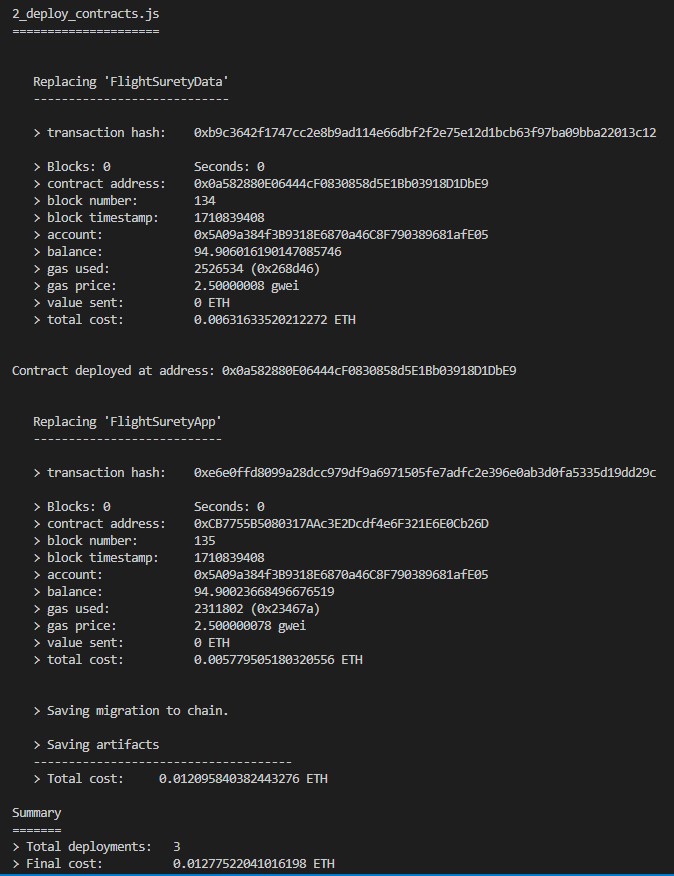 2_deploy_contracts.js
=====================
Replacing 'FlightSuretyData'
----------------------------
> transaction hash:    0xb9c3642f1747cc2e8b9ad114e66dbf2f2e75e12d1bcb63f97ba09bba22013c12
> Blocks: 0            Seconds: 0
> contract address:    0x0a582880E06444cF0830858d5E1Bb03918D1DbE9
> block number:        134
> block timestamp:     1710839408
> account:             0x5A09a384f3B9318E6870a46C8F790389681afE05
> balance:             94.906016190147085746
> gas used:            2526534 (0x268d46)
> gas price:           2.50000008 gwei
> value sent:          0 ETH
> total cost:          0.00631633520212272 ETH
Contract deployed at address: 0x0a582880E06444cF0830858d5E1Bb03918D1DbE9
Replacing 'FlightSuretyApp'
---------------------------
> transaction hash:    0xe6e0ffd8099a28dcc979df9a6971505fe7adfc2e396e0ab3d0fa5335d19dd29c
> Blocks: 0            Seconds: 0
> contract address:    0xCB7755B5080317AAc3E2Dcdf4e6F321E6E0Cb26D
> block number:        135
> block timestamp:     1710839408
> account:             0x5A09a384f3B9318E6870a46C8F790389681afE05
> balance:             94.90023668496676519
> gas used:            2311802 (0x23467a)
> gas price:           2.500000078 gwei
> value sent:          0 ETH
> total cost:          0.005779505180320556 ETH
> Saving migration to chain.
> Saving artifacts
-------------------------------------
> Total cost:     0.012095840382443276 ETH
Summary
=======
> Total deployments:   3
> Final cost:          0.01277522041016198 ETH